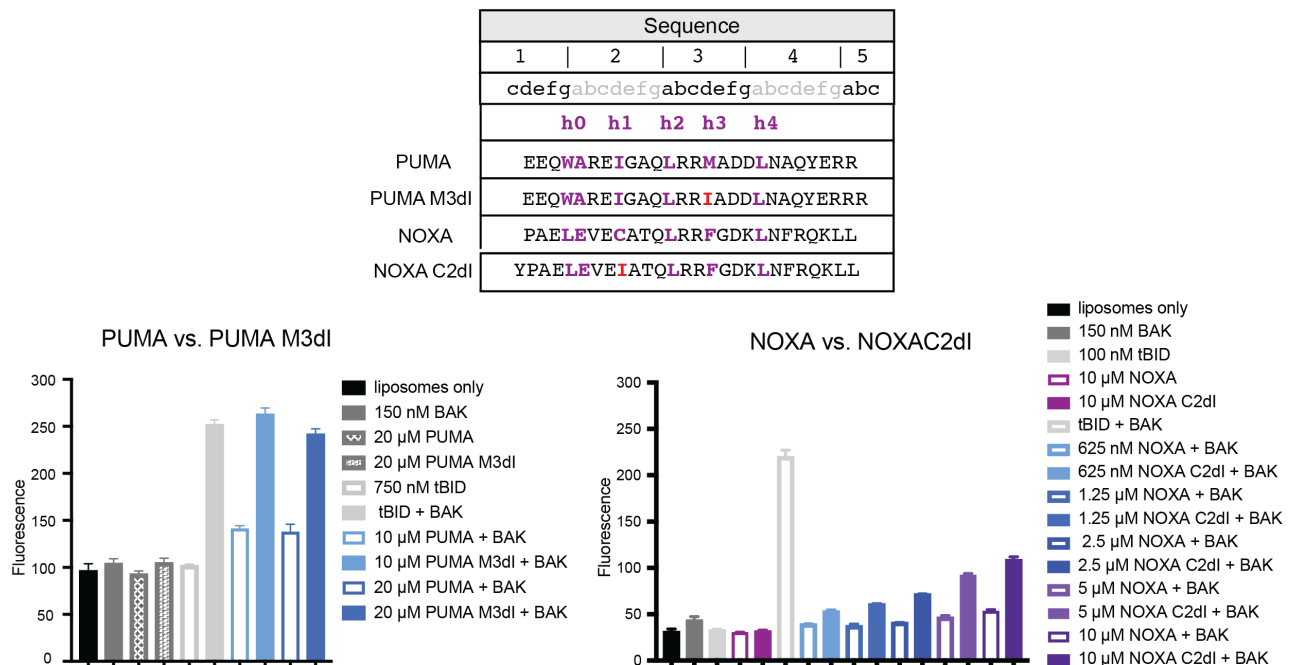 Sequence
1 | 2 | 3 | 4 | 5
cdefgabcdefgabcdefgabcdefgabc
h0 h1 h2 h3 h4
PUMA EEQWAREIGAQLRRMADDLNAQYERR
PUMA M3dI EEQWAREIGAQLRRIADDLNAQYERRR
NOXA PAELEVECATQLRRFGDKLNFRQKLL
NOXA C2dI YPAELEVEIATQLRRFGDKLNFRQKLL
PUMA vs. PUMA M3dI
Fluorescence
300
250
200
150
100
50
0
liposomes only
150 nM BAK
20 µM PUMA
20 µM PUMA M3dI
750 nM tBID
tBID + BAK
10 µM PUMA + BAK
10 µM PUMA M3dI + BAK
20 µM PUMA + BAK
20 µM PUMA M3dI + BAK
NOXA vs. NOXAC2dI
Fluorescence
300
250
200
150
100
50
0
liposomes only
150 nM BAK
100 nM tBID
10 µM NOXA
10 µM NOXA C2dI
tBID + BAK
625 nM NOXA + BAK
625 nM NOXA C2dI + BAK
1.25 µM NOXA + BAK
1.25 µM NOXA C2dI + BAK
2.5 µM NOXA + BAK
2.5 µM NOXA C2dI + BAK
5 µM NOXA + BAK
5 µM NOXA C2dI + BAK
10 µM NOXA + BAK
10 µM NOXA C2dI + BAK